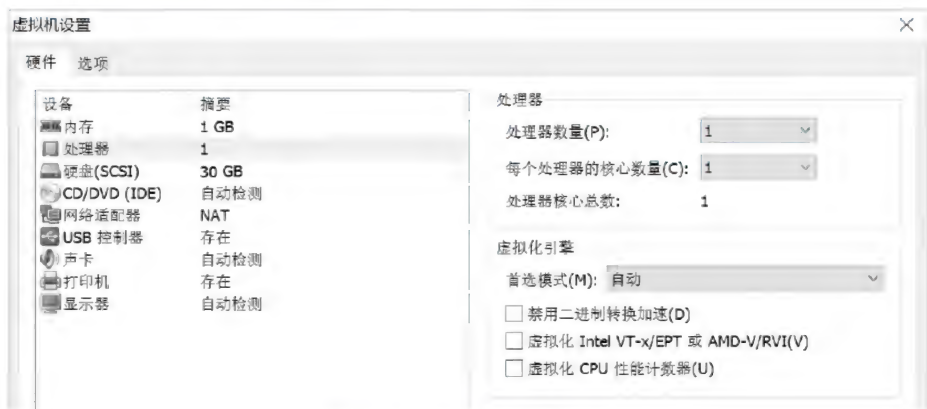 虚拟机设置
硬件 选项
设备 摘要
内存 1 GB
处理器 1
硬盘(SCSI) 30 GB
CD/DVD (IDE) 自动检测
网络适配器 NAT
USB 控制器 存在
声卡 自动检测
打印机 存在
显示器 自动检测
处理器
处理器数量(P): 1
每个处理器的核心数量(C): 1
处理器核心总数: 1
虚拟化引擎
首选模式(M): 自动
禁用二进制转换加速(D)
虚拟化 Intel VT-x/EPT 或 AMD-V/RVI(V)
虚拟化 CPU 性能计数器(U)